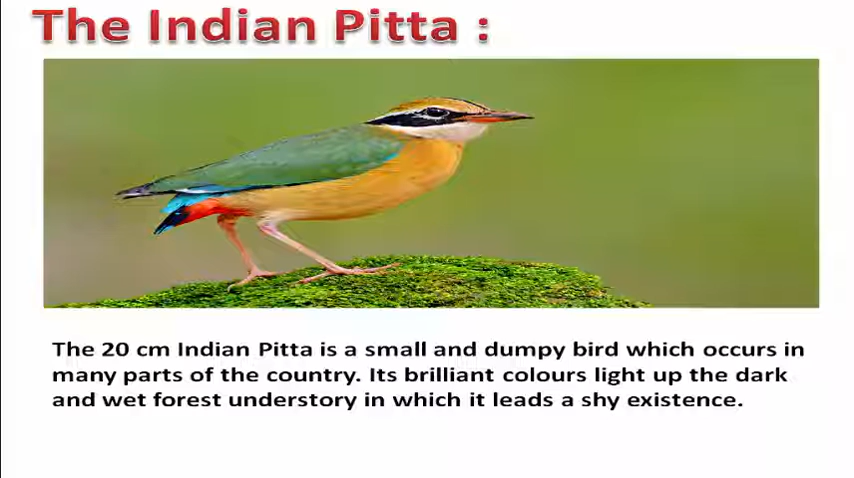 The Indian Pitta :
The 20 cm Indian Pitta is a small and dumpy bird which occurs in
many parts of the country. Its brilliant colours light up the dark
and wet forest understory in which it leads a shy existence.